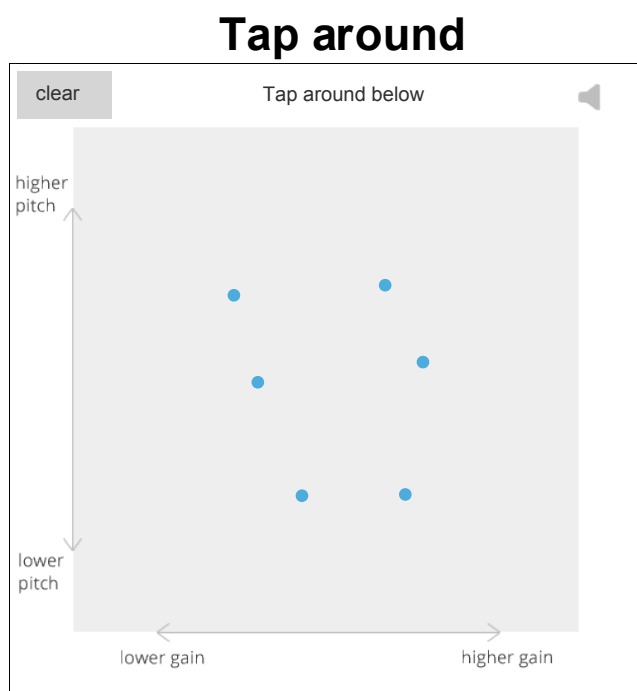 Tap around
clear
Tap around below
higher
pitch
lower
pitch
lower gain
higher gain